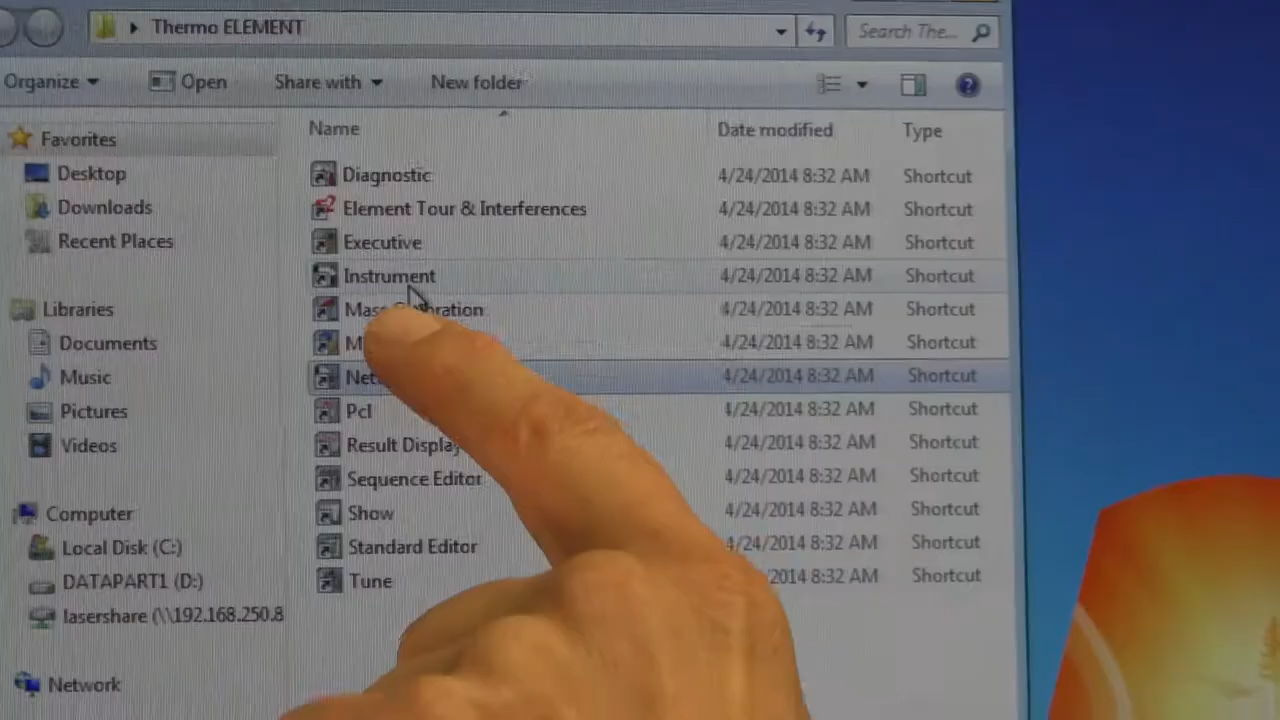 Thermo ELEMENT
Search The...
Organize Open Share with New folder
Name Date modified Type
Favorites
Desktop
Downloads
Recent Places
Libraries
Documents
Music
Pictures
Videos
Computer
Local Disk (C:)
DATAPART1 (D:)
lasershare (\\192.168.250.8
Network
Diagnostic 4/24/2014 8:32 AM Shortcut
Element Tour & Interferences 4/24/2014 8:32 AM Shortcut
Executive 4/24/2014 8:32 AM Shortcut
Instrument 4/24/2014 8:32 AM Shortcut
4/24/2014 8:32 AM Shortcut
4/24/2014 8:32 AM Shortcut
4/24/2014 8:32 AM Shortcut
Pcl 4/24/2014 8:32 AM Shortcut
Result Display 4/24/2014 8:32 AM Shortcut
Sequence Editor 4/24/2014 8:32 AM Shortcut
Show 4/24/2014 8:32 AM Shortcut
Standard Editor 4/24/2014 8:32 AM Shortcut
Tune 4/24/2014 8:32 AM Shortcut